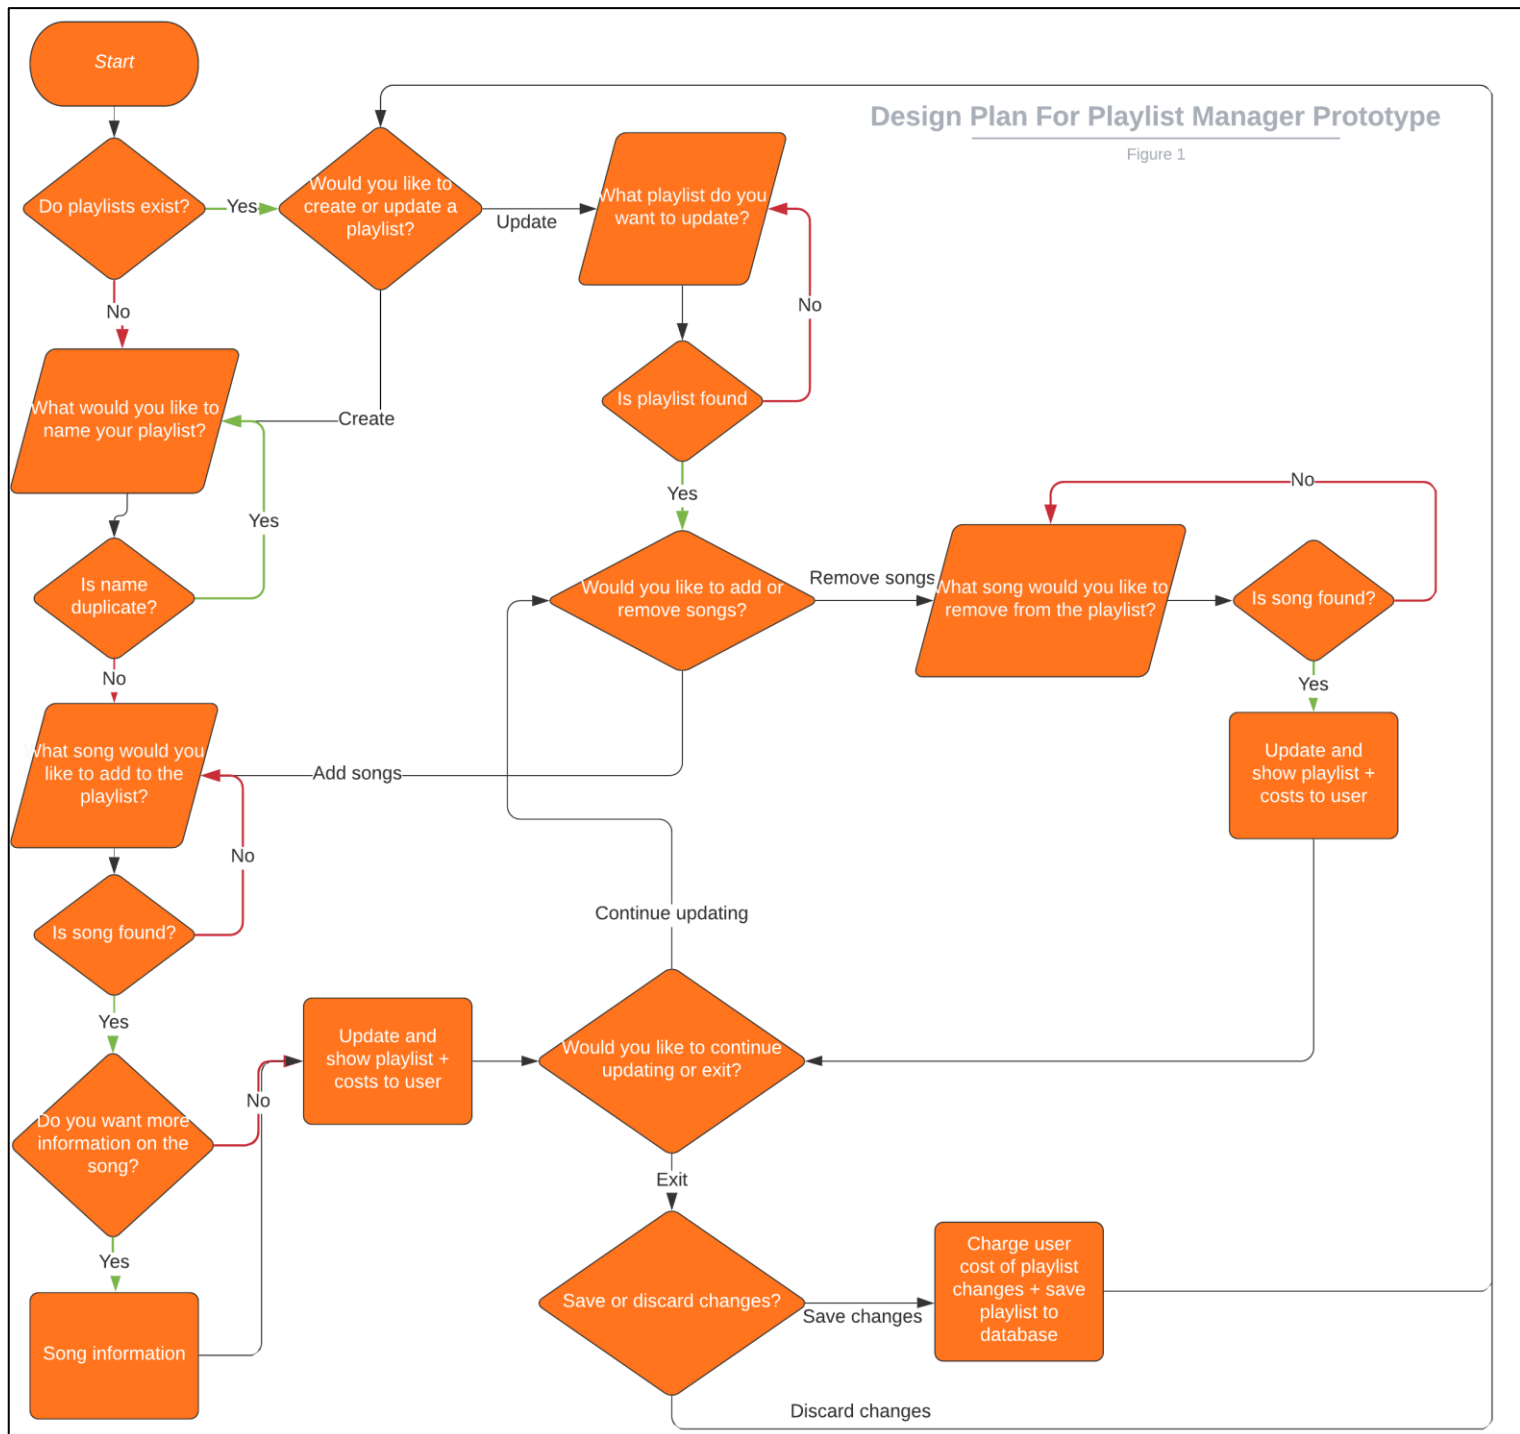 Start
Design Plan For Playlist Manager Prototype
Figure 1
Do playlists exist?
Yes
Would you like to
create or update a
playlist?
Update
What playlist do you
want to update?
No
No
What would you like to
name your playlist?
Create
Is playlist found
Yes
Yes
No
Is name
duplicate?
Would you like to add or
remove songs?
Remove songs
What song would you like to
remove from the playlist?
Is song found?
No
Yes
What song would you
like to add to the
playlist?
Add songs
Update and
show playlist +
costs to user
No
Is song found?
Continue updating
Yes
Update and
show playlist +
costs to user
Would you like to continue
updating or exit?
No
Do you want more
information on the
song?
Exit
Yes
Song information
Save or discard changes?
Save changes
Charge user
cost of playlist
changes + save
playlist to
database
Discard changes